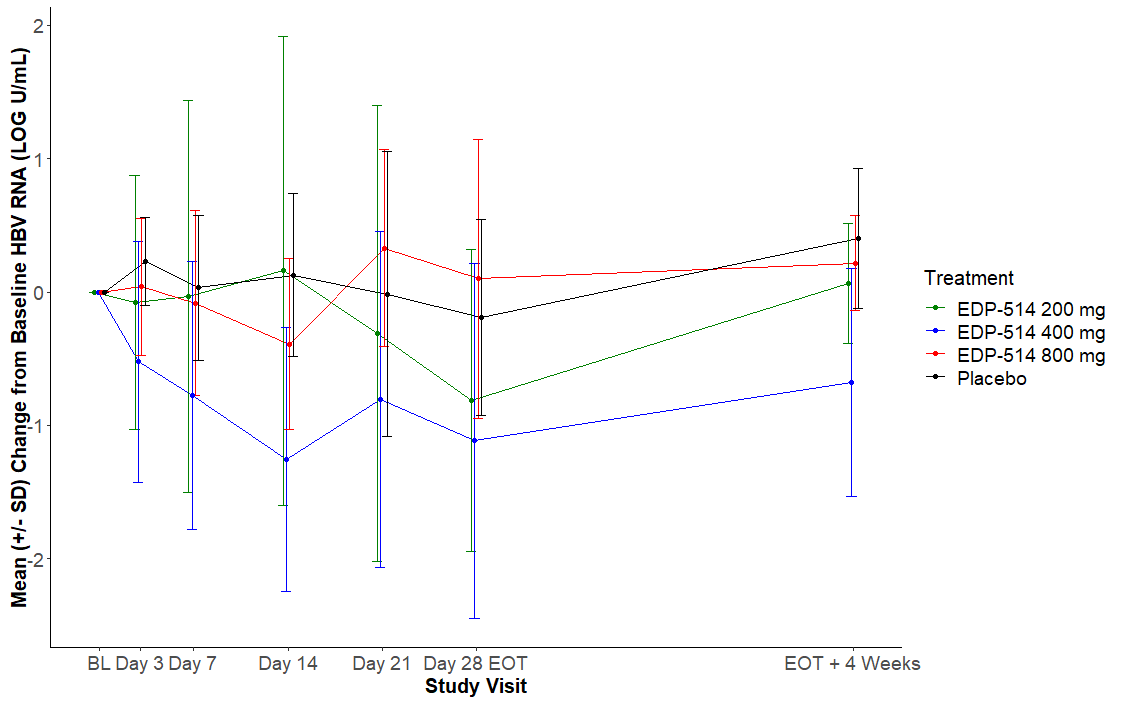 Mean (+/- SD) Change from Baseline HBV RNA (LOG U/mL)
2
1
0
-1
-2
BL Day 3 Day 7 Day 14 Day 21 Day 28 EOT EOT + 4 Weeks
Study Visit
Treatment
EDP-514 200 mg
EDP-514 400 mg
EDP-514 800 mg
Placebo